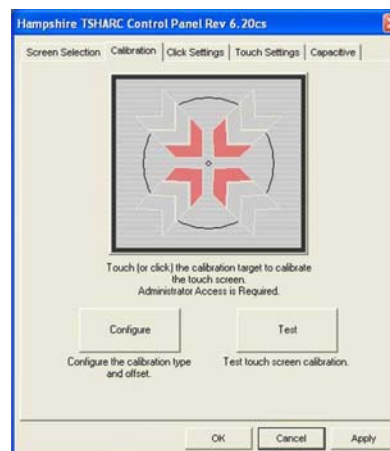 Hampshire TSHARC Control Panel Rev 6.20cs
Screen Selection Calibration Click Settings Touch Settings Capacitive
Touch (or click) the calibration target to calibrate
the touch screen.
Administrator Access is Required.
Configure Test
Configure the calibration type
and offset.
Test touch screen calibration.
OK Cancel Apply